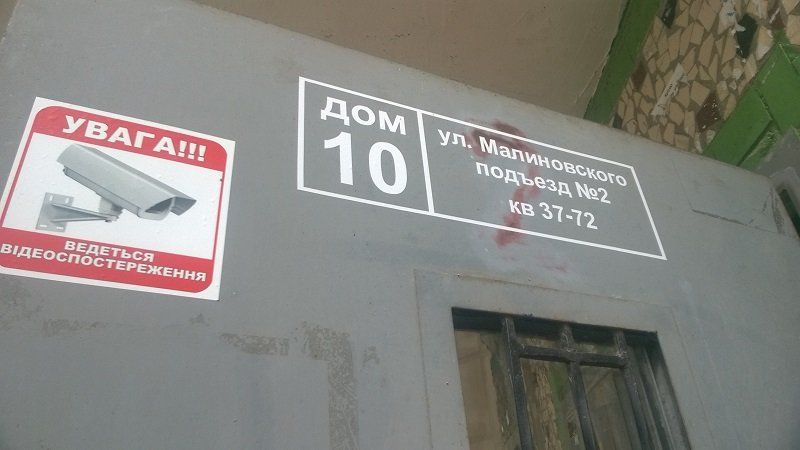 УВАГА!!!
ВЕДЕТЬСЯ
ВІДЕОСПОСТЕРЕЖЕННЯ
ДОМ
10
ул. Малиновского
подъезд №2
кв 37-72